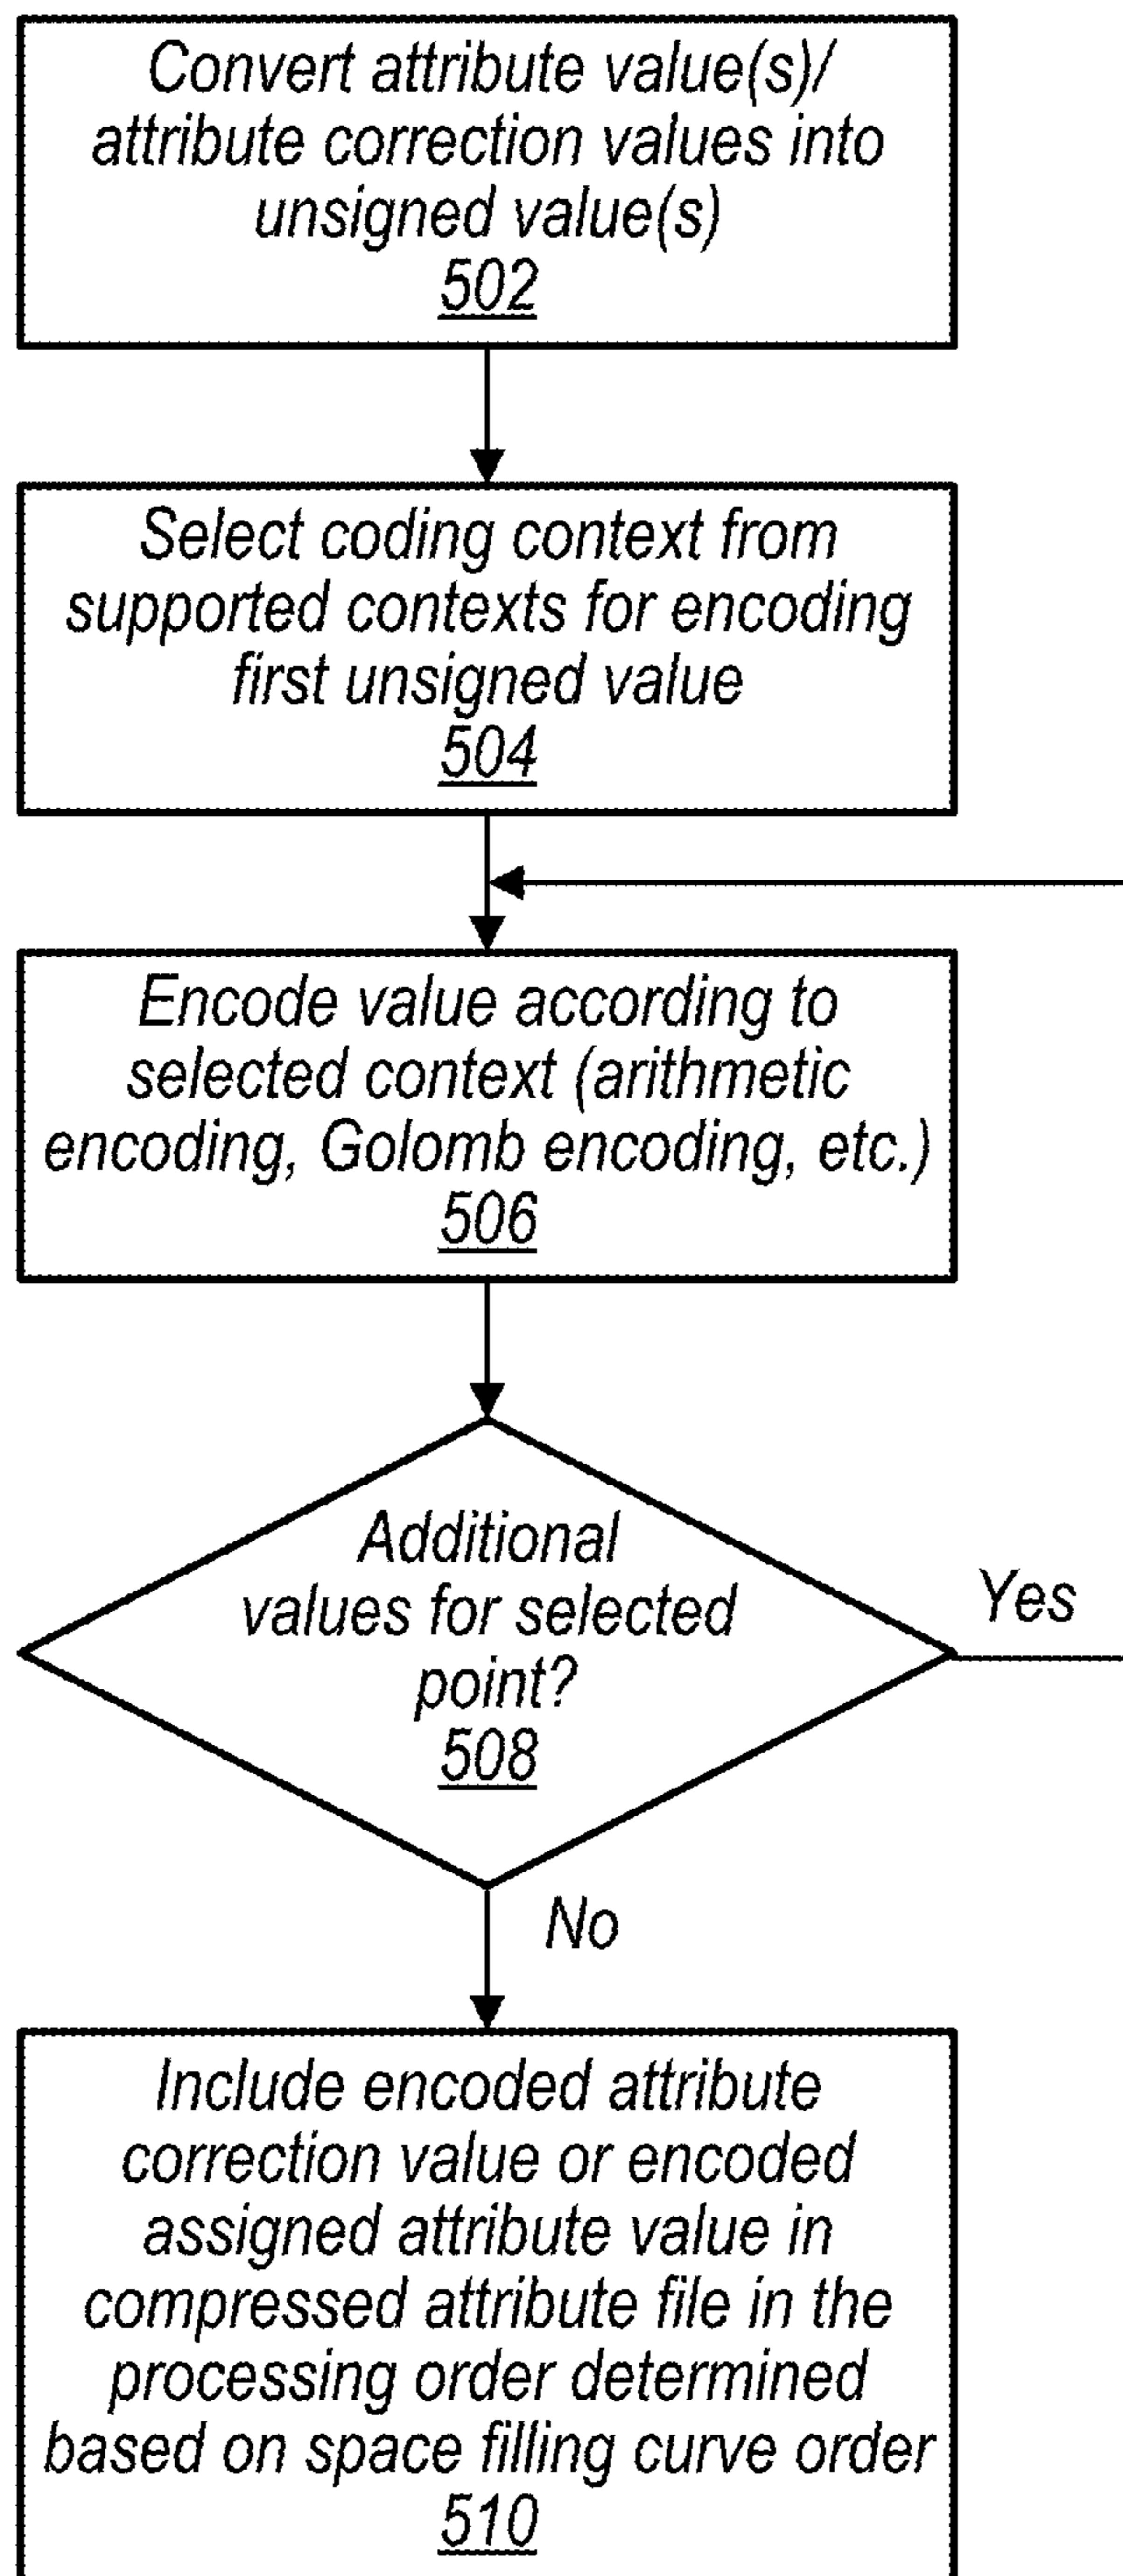 Convert attribute value(s)/
attribute correction values into
unsigned value(s)
502
Select coding context from
supported contexts for encoding
first unsigned value
504
Encode value according to
selected context (arithmetic
encoding, Golomb encoding, etc.)
506
Additional
values for selected
point?
508
Yes
No
Include encoded attribute
correction value or encoded
assigned attribute value in
compressed attribute file in the
processing order determined
based on space filling curve order
510